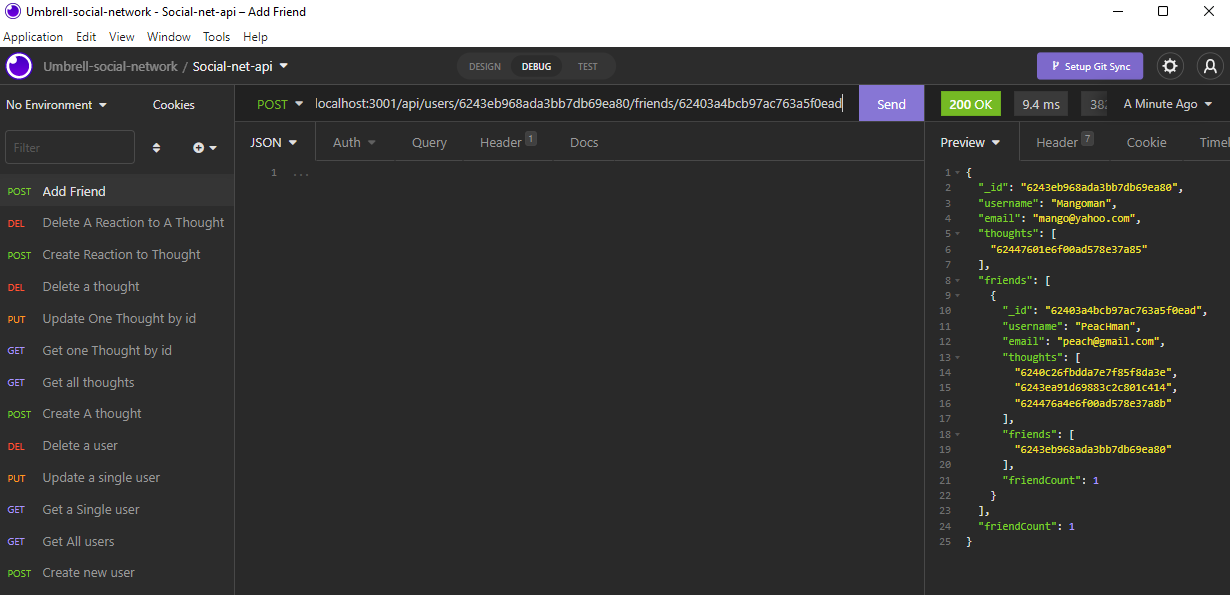 Umbrell-social-network - Social-net-api – Add Friend
Application Edit View Window Tools Help
Umbrell-social-network / Social-net-api
DESIGN DEBUG TEST
Setup Git Sync
No Environment Cookies
POST localhost:3001/api/users/6243eb968ada3bb7db69ea80/friends/62403a4bcb97ac763a5f0ead Send
200 OK 9.4 ms 382 A Minute Ago
Filter
JSON Auth Query Header 1 Docs
Preview Header 7 Cookie Timel
POST Add Friend
DEL Delete A Reaction to A Thought
POST Create Reaction to Thought
DEL Delete a thought
PUT Update One Thought by id
GET Get one Thought by id
GET Get all thoughts
POST Create A thought
DEL Delete a user
PUT Update a single user
GET Get a Single user
GET Get All users
POST Create new user
1 ...
1 {
2 "_id": "6243eb968ada3bb7db69ea80",
3 "username": "Mangoman",
4 "email": "mango@yahoo.com",
5 "thoughts": [
6 "62447601e6f00ad578e37a85"
7 ],
8 "friends": [
9 {
10 "_id": "62403a4bcb97ac763a5f0ead",
11 "username": "PeacHman",
12 "email": "peach@gmail.com",
13 "thoughts": [
14 "6240c26fbdda7e7f85f8da3e",
15 "6243ea91d69883c2c801c414",
16 "624476a4e6f00ad578e37a8b"
17 ],
18 "friends": [
19 "6243eb968ada3bb7db69ea80"
20 ],
21 "friendCount": 1
22 }
23 ],
24 "friendCount": 1
25 }